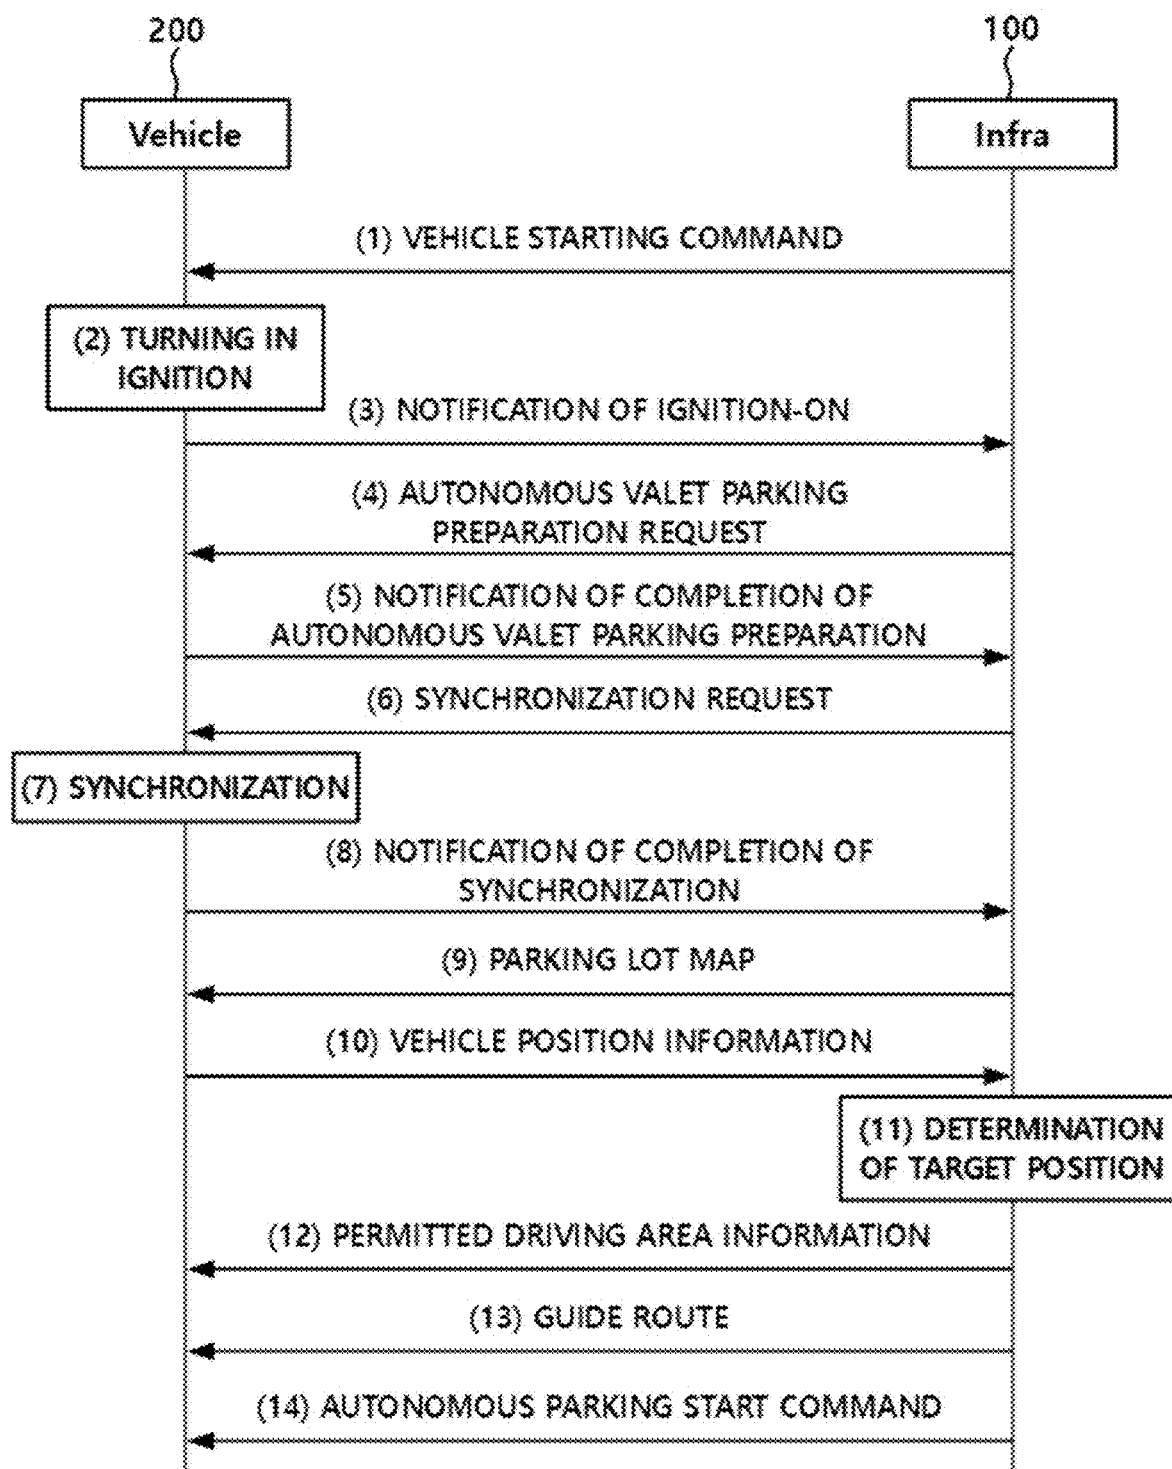 200
100
Vehicle
Infra
(1) VEHICLE STARTING COMMAND
(2) TURNING IN
IGNITION
(3) NOTIFICATION OF IGNITION-ON
(4) AUTONOMOUS VALET PARKING
PREPARATION REQUEST
(5) NOTIFICATION OF COMPLETION OF
AUTONOMOUS VALET PARKING PREPARATION
(6) SYNCHRONIZATION REQUEST
(7) SYNCHRONIZATION
(8) NOTIFICATION OF COMPLETION OF
SYNCHRONIZATION
(9) PARKING LOT MAP
(10) VEHICLE POSITION INFORMATION
(11) DETERMINATION
OF TARGET POSITION
(12) PERMITTED DRIVING AREA INFORMATION
(13) GUIDE ROUTE
(14) AUTONOMOUS PARKING START COMMAND